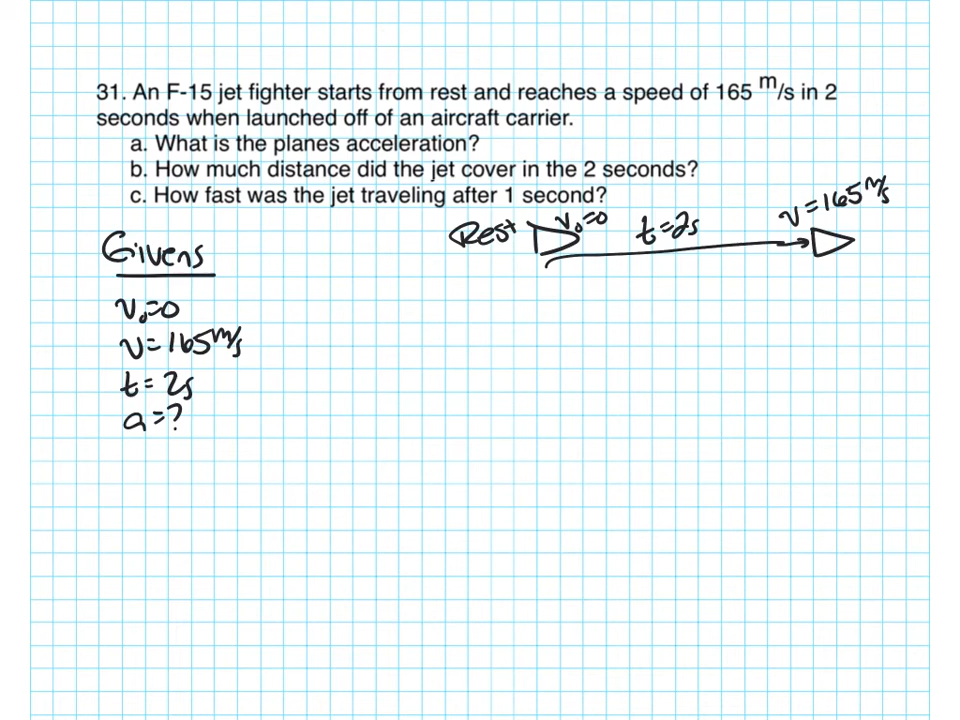 31. An F-15 jet fighter starts from rest and reaches a speed of 165 m/s in 2
seconds when launched off of an aircraft carrier.
a. What is the planes acceleration?
b. How much distance did the jet cover in the 2 seconds?
c. How fast was the jet traveling after 1 second?
Rest v₀=0 t=2s v=165 m/s
Givens
v₀=0
v=165 m/s
t=2s
a=?